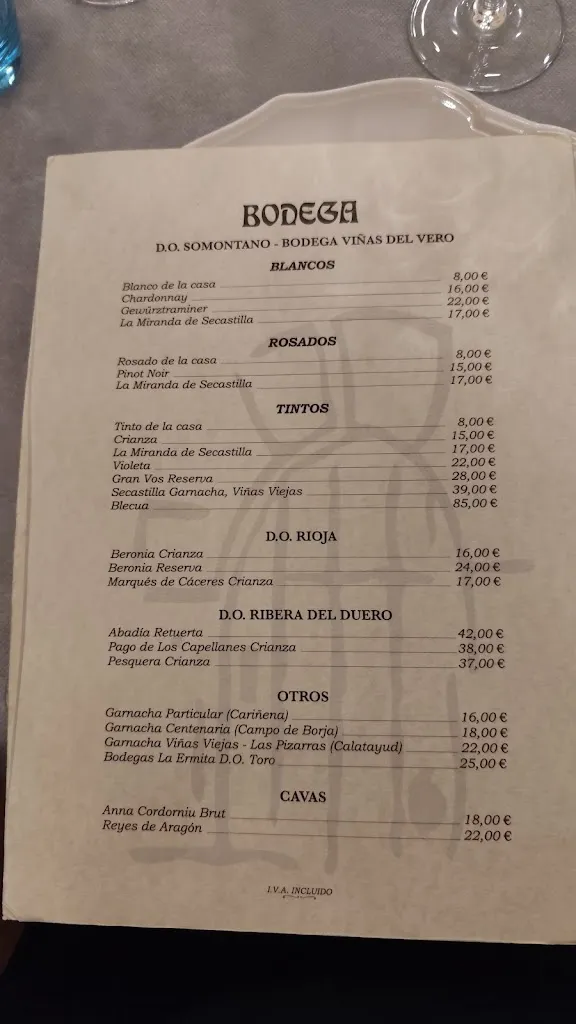 BODEGA
D.O. SOMONTANO - BODEGA VIÑAS DEL VERO
BLANCOS
Blanco de la casa 8,00 €
Chardonnay 16,00 €
Gewürztraminer 22,00 €
La Miranda de Secastilla 17,00 €
ROSADOS
Rosado de la casa 8,00 €
Pinot Noir 15,00 €
La Miranda de Secastilla 17,00 €
TINTOS
Tinto de la casa 8,00 €
Crianza 15,00 €
La Miranda de Secastilla 17,00 €
Violeta 22,00 €
Gran Vos Reserva 28,00 €
Secastilla Garnacha, Viñas Viejas 39,00 €
Blecua 85,00 €
D.O. RIOJA
Beronia Crianza 16,00 €
Beronia Reserva 24,00 €
Marqués de Cáceres Crianza 17,00 €
D.O. RIBERA DEL DUERO
Abadía Retuerta 42,00 €
Pago de Los Capellanes Crianza 38,00 €
Pesquera Crianza 37,00 €
OTROS
Garnacha Particular (Cariñena) 16,00 €
Garnacha Centenaria (Campo de Borja) 18,00 €
Garnacha Viñas Viejas - Las Pizarras (Calatayud) 22,00 €
Bodegas La Ermita D.O. Toro 25,00 €
CAVAS
Anna Cordorniu Brut 18,00 €
Reyes de Aragón 22,00 €
I.V.A. INCLUIDO